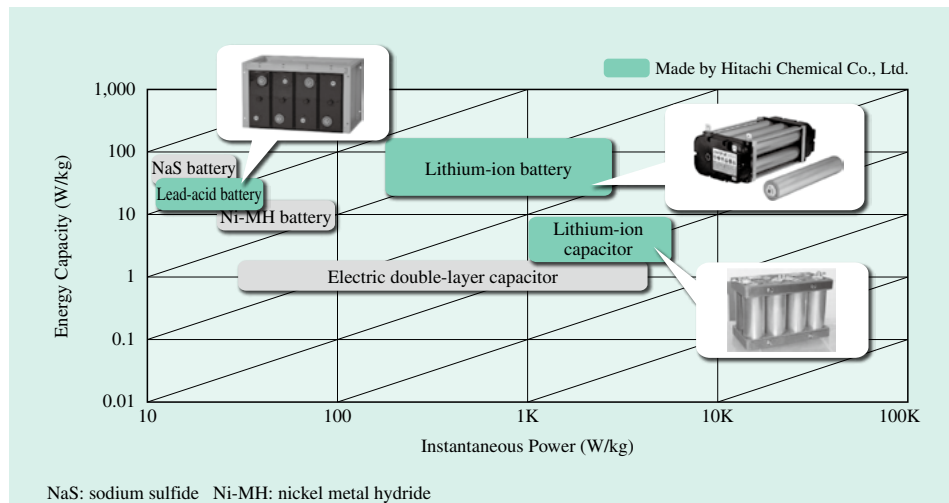 Made by Hitachi Chemical Co., Ltd.
1,000
100
10
1
0.1
0.01
Energy Capacity (W/kg)
NaS battery
Lead-acid battery
Ni-MH battery
Lithium-ion battery
Lithium-ion
capacitor
Electric double-layer capacitor
10
100
1K
10K
100K
Instantaneous Power (W/kg)
NaS: sodium sulfide Ni-MH: nickel metal hydride